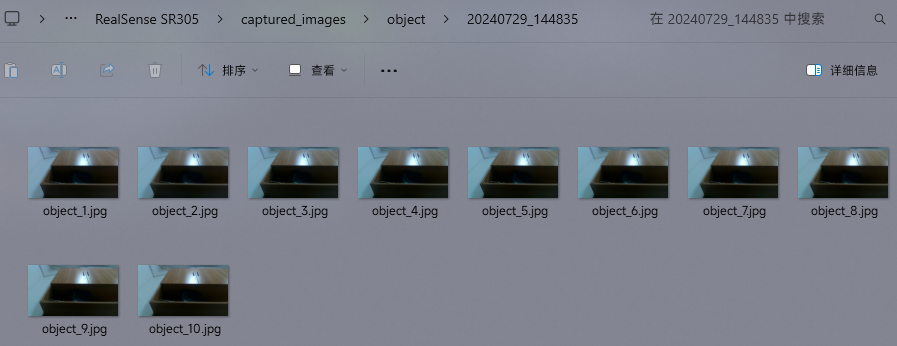 RealSense SR305 > captured_images > object > 20240729_144835 在 20240729_144835 中搜索
排序 查看 ... 详细信息
object_1.jpg object_2.jpg object_3.jpg object_4.jpg object_5.jpg object_6.jpg object_7.jpg object_8.jpg
object_9.jpg object_10.jpg